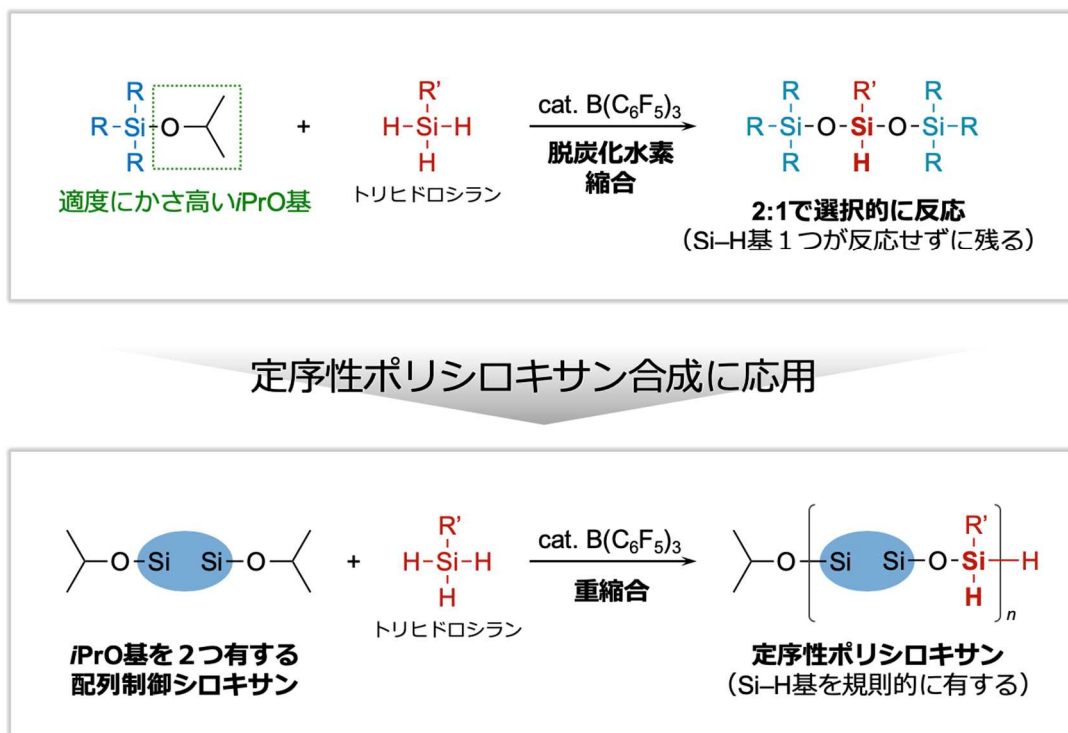 R
R–Si–O
R
+
R’
H–Si–H
H
cat. B(C6F5)3
脱炭化水素
縮合
R R’ R
R–Si–O–Si–O–Si–R
R H R
適度にかさ高いiPrO基
トリヒドロシラン
2:1で選択的に反応
（Si–H基１つが反応せずに残る）
定序性ポリシロキサン合成に応用
O–Si Si–O
+
R’
H–Si–H
H
cat. B(C6F5)3
重縮合
R’
O Si Si–O–Si H
H
n
トリヒドロシラン
iPrO基を２つ有する
配列制御シロキサン
定序性ポリシロキサン
（Si–H基を規則的に有する）